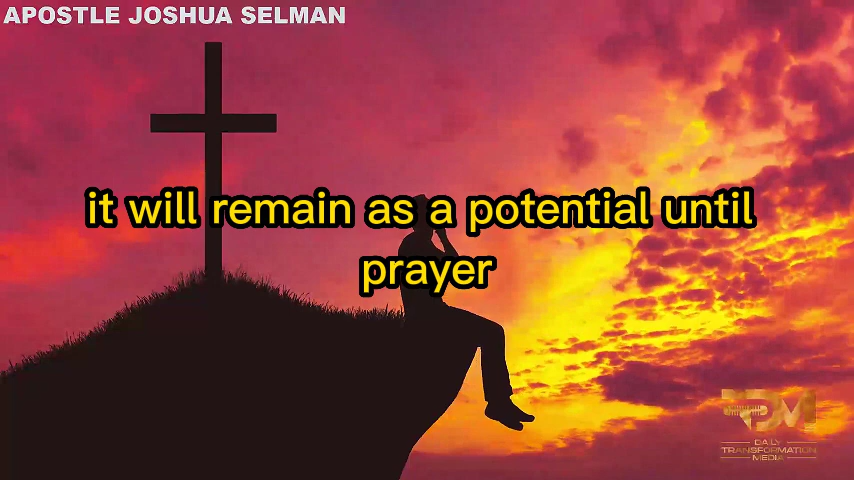 APOSTLE JOSHUA SELMAN
it will remain as a potential until
prayer
DAILY
TRANSFORMATION
MEDIA